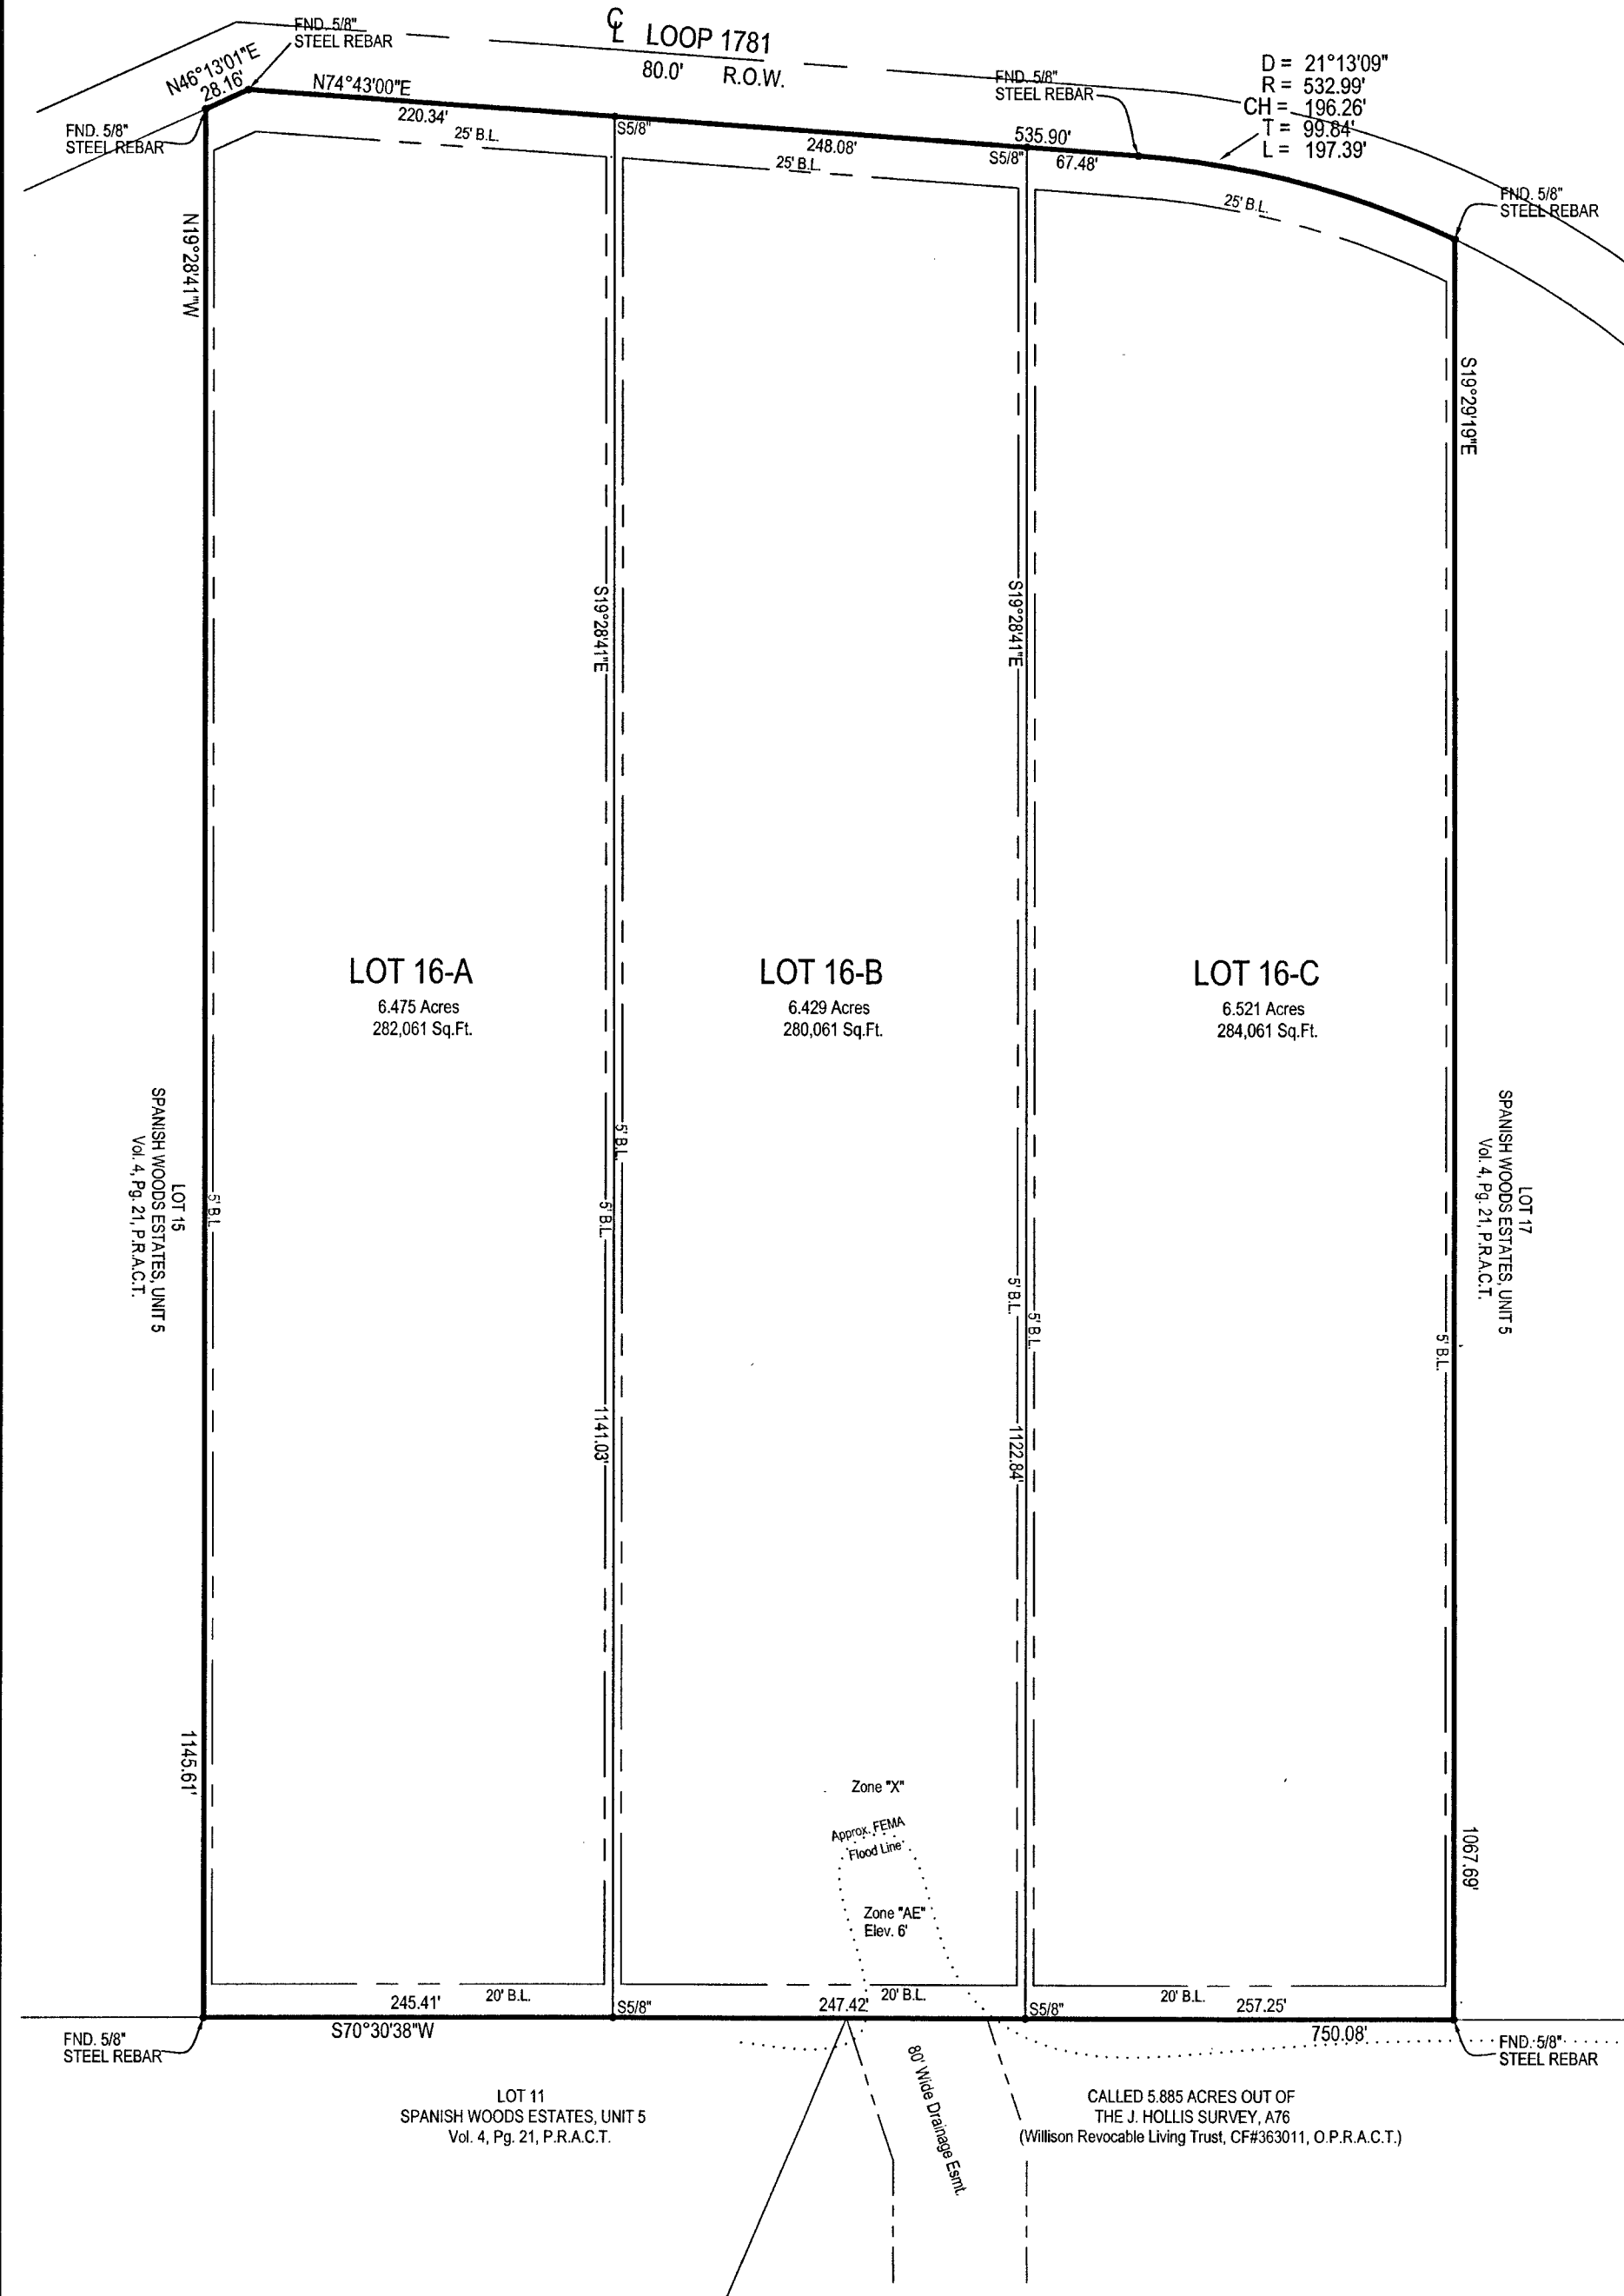 ℄ LOOP 1781
80.0' R.O.W.
FND. 5/8"
STEEL REBAR
N46°13'01"E
28.16'
N74°43'00"E
220.34'
25' B.L.
FND. 5/8"
STEEL REBAR
S5/8"
248.08'
25' B.L.
FND. 5/8"
STEEL REBAR
535.90'
S5/8"
67.48'
D = 21°13'09"
R = 532.99'
CH = 196.26'
T = 99.84'
L = 197.39'
25' B.L.
FND. 5/8"
STEEL REBAR
N19°28'41"W
S19°28'41"E
S19°28'41"E
S19°29'19"E
LOT 16-A
6.475 Acres
282,061 Sq.Ft.
LOT 16-B
6.429 Acres
280,061 Sq.Ft.
LOT 16-C
6.521 Acres
284,061 Sq.Ft.
LOT 15
SPANISH WOODS ESTATES, UNIT 5
Vol. 4, Pg. 21, P.R.A.C.T.
5' B.L.
5' B.L.
5' B.L.
5' B.L.
5' B.L.
5' B.L.
LOT 17
SPANISH WOODS ESTATES, UNIT 5
Vol. 4, Pg. 21, P.R.A.C.T.
1145.61'
1141.03'
1122.84'
1067.69'
Zone "X"
Approx. FEMA
Flood Line
Zone "AE"
Elev. 6'
245.41'
20' B.L.
S5/8"
247.42'
20' B.L.
S5/8"
20' B.L.
257.25'
S70°30'38"W
750.08'
FND. 5/8"
STEEL REBAR
FND. 5/8"
STEEL REBAR
80' Wide Drainage Esmt.
LOT 11
SPANISH WOODS ESTATES, UNIT 5
Vol. 4, Pg. 21, P.R.A.C.T.
CALLED 5.885 ACRES OUT OF
THE J. HOLLIS SURVEY, A76
(Willison Revocable Living Trust, CF#363011, O.P.R.A.C.T.)